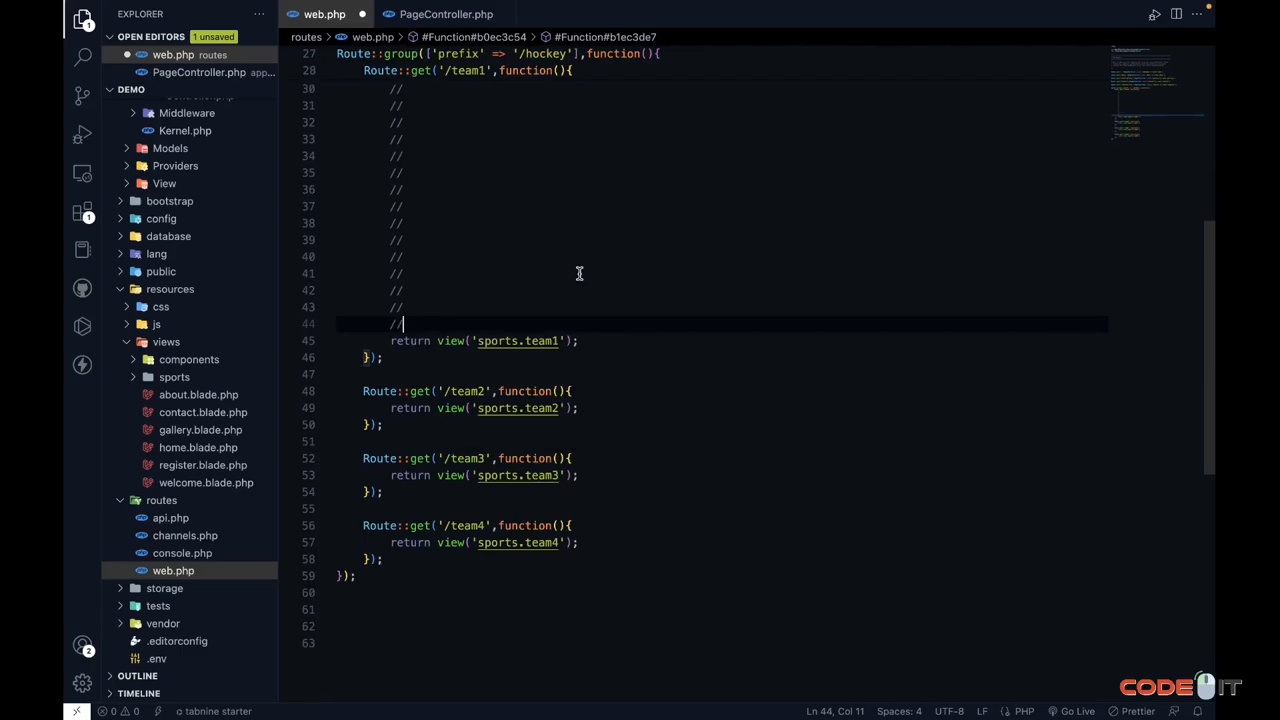 EXPLORER
web.php
PageController.php
OPEN EDITORS
1 unsaved
web.php routes
PageController.php app...
DEMO
Middleware
Kernel.php
Models
Providers
View
bootstrap
config
database
lang
public
resources
css
js
views
components
sports
about.blade.php
contact.blade.php
gallery.blade.php
home.blade.php
register.blade.php
welcome.blade.php
routes
api.php
channels.php
console.php
web.php
storage
tests
vendor
.editorconfig
.env
OUTLINE
TIMELINE
1
1
2
routes > web.php > #Function#b0ec3c54 > #Function#b1ec3de7
27 Route::group(['prefix' => '/hockey'],function(){
28 Route::get('/team1',function(){
30 //
31 //
32 //
33 //
34 //
35 //
36 //
37 //
38 //
39 //
40 //
41 //
42 //
43 //
44 //
45 return view('sports.team1');
46 });
47
48 Route::get('/team2',function(){
49 return view('sports.team2');
50 });
51
52 Route::get('/team3',function(){
53 return view('sports.team3');
54 });
55
56 Route::get('/team4',function(){
57 return view('sports.team4');
58 });
59 });
60
61
62
63
CODE IT
0 0 tabnine starter
Ln 44, Col 11 Spaces: 4 UTF-8 LF PHP Go Live Prettier